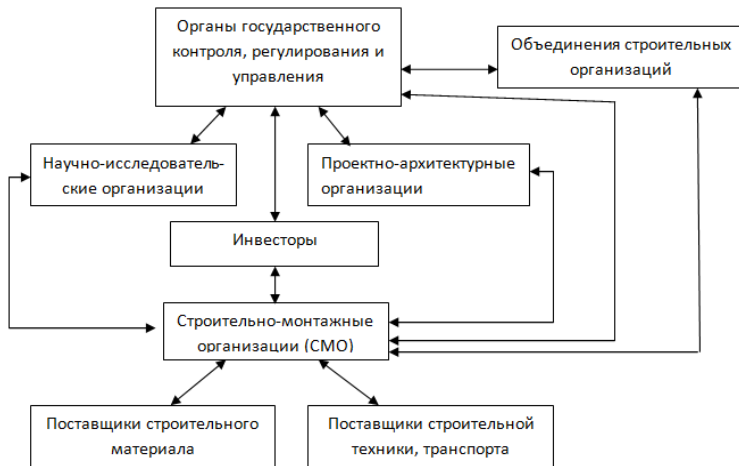 Органы государственного
контроля, регулирования и
управления
Объединения строительных
организаций
Научно-исследователь-
ские организации
Проектно-архитектурные
организации
Инвесторы
Строительно-монтажные
организации (СМО)
Поставщики строительного
материала
Поставщики строительной
техники, транспорта